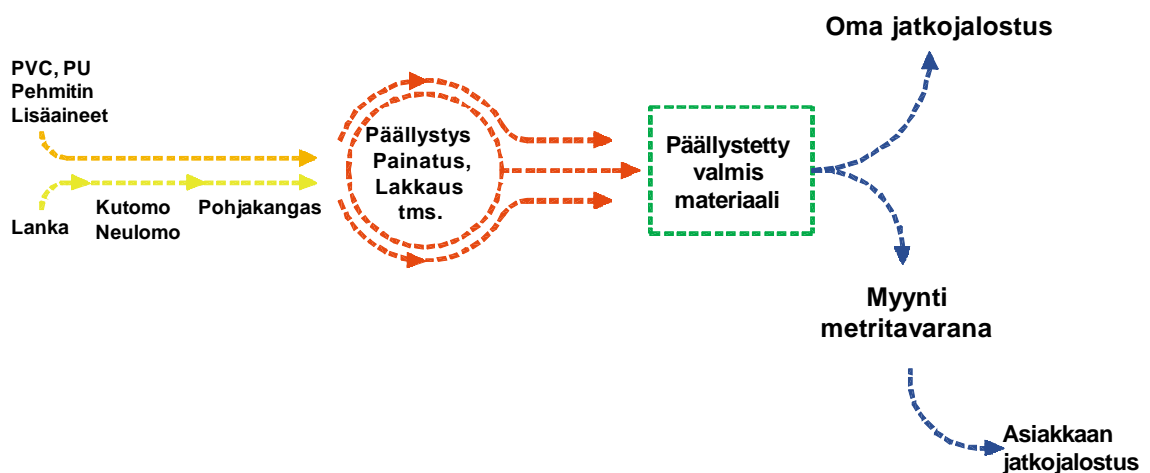 Oma jatkojalostus
PVC, PU
Pehmitin
Lisäaineet
Lanka
Kutomo
Neulomo
Pohjakangas
Päällystys
Painatus,
Lakkaus
tms.
Päällystetty
valmis
materiaali
Myynti
metritavarana
Asiakkaan
jatkojalostus